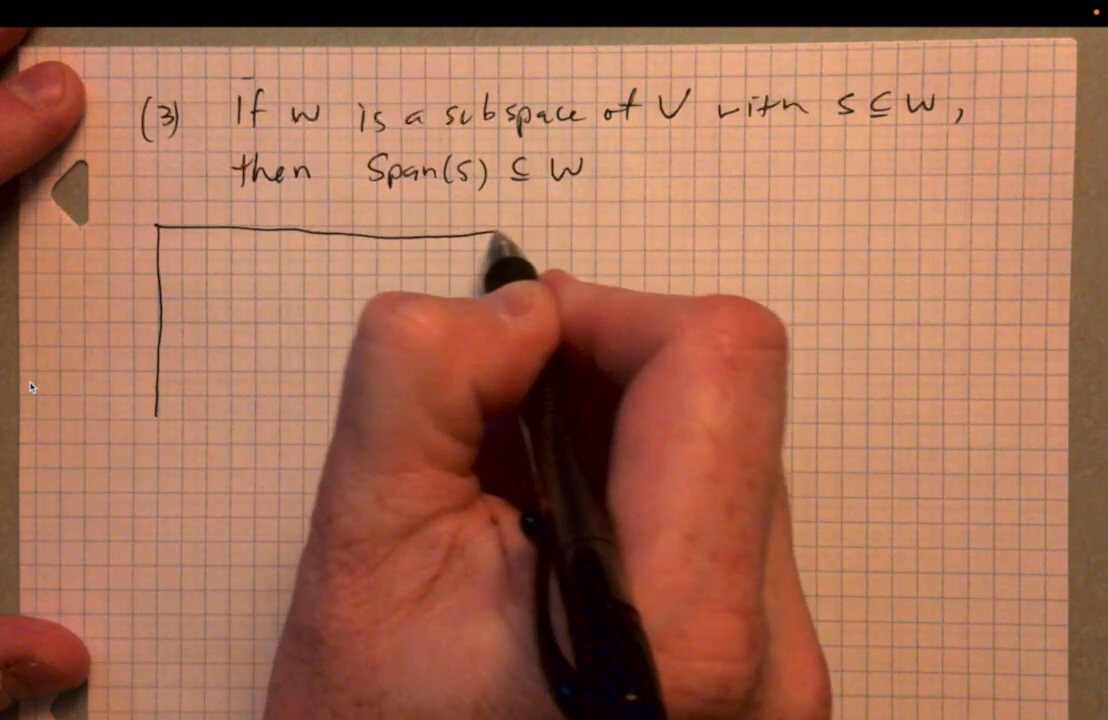 (3) If W is a subspace of V with S ⊆ W,
then Span(S) ⊆ W